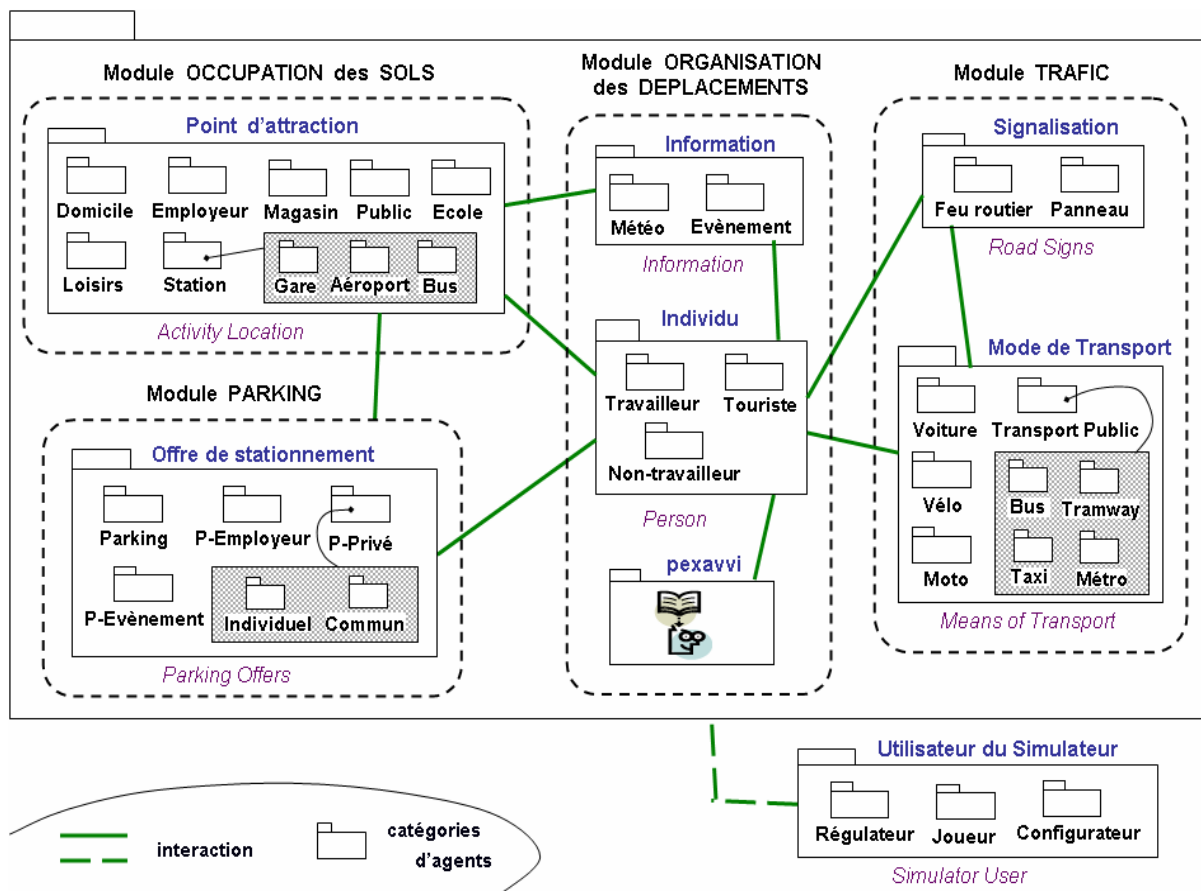 Module OCCUPATION des SOLS
Point d'attraction
Domicile
Employeur
Magasin
Public
Ecole
Loisirs
Station
Gare
Aéroport
Bus
Activity Location
Module PARKING
Offre de stationnement
Parking
P-Employeur
P-Privé
P-Evènement
Individuel
Commun
Parking Offers
Module ORGANISATION
des DEPLACEMENTS
Information
Météo
Evènement
Information
Individu
Travailleur
Touriste
Non-travailleur
Person
pexavvi
Module TRAFIC
Signalisation
Feu routier
Panneau
Road Signs
Mode de Transport
Voiture
Transport Public
Vélo
Bus
Tramway
Moto
Taxi
Métro
Means of Transport
Utilisateur du Simulateur
Régulateur
Joueur
Configurateur
Simulator User
interaction
catégories
d'agents